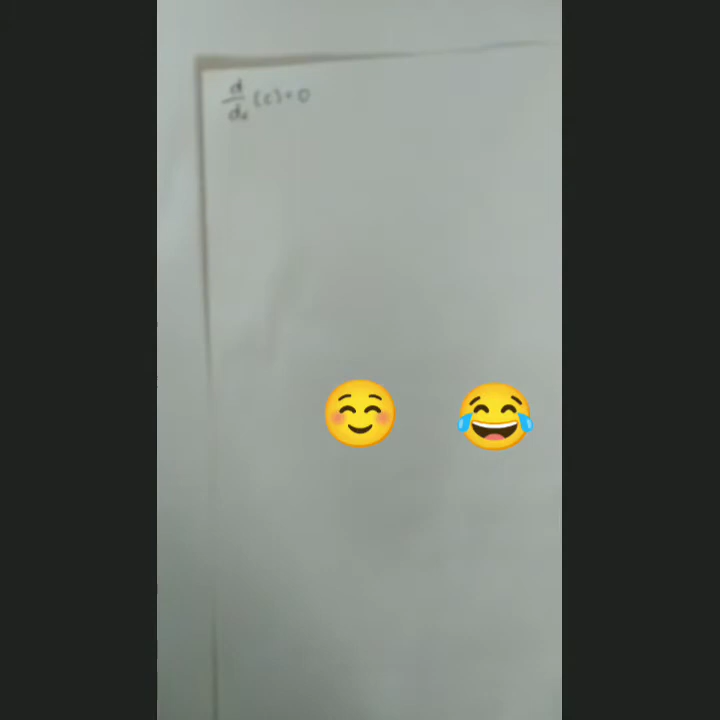 d/dx (c) = 0